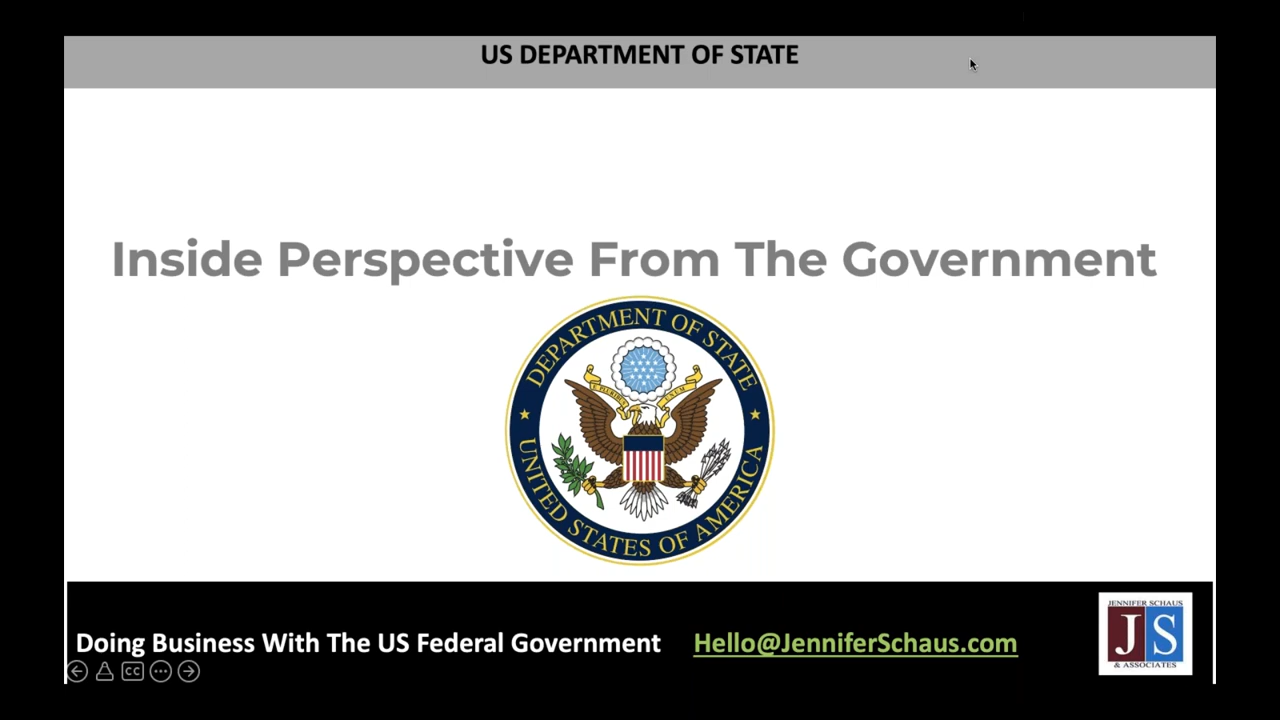 US DEPARTMENT OF STATE
Inside Perspective From The Government
DEPARTMENT OF STATE
UNITED STATES OF AMERICA
Doing Business With The US Federal Government Hello@JenniferSchaus.com
JENNIFER SCHAUS
JS
& ASSOCIATES
CC